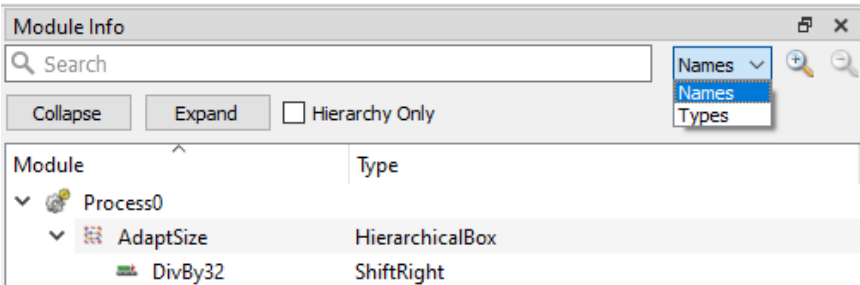 Module Info
Search
Names
Names
Types
Collapse Expand Hierarchy Only
Module Type
Process0
AdaptSize HierarchicalBox
DivBy32 ShiftRight